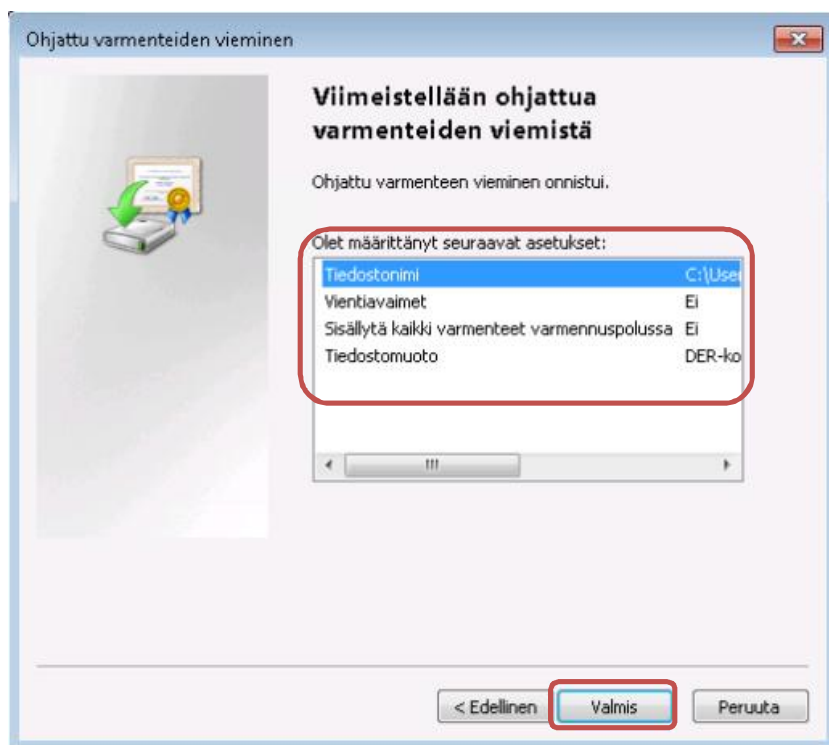 Ohjattu varmenteiden vieminen
Viimeistellään ohjattua
varmenteiden viemistä
Ohjattu varmenteen vieminen onnistui.
Olet määrittänyt seuraavat asetukset:
Tiedostonimi C:\User
Vientiavaimet Ei
Sisällytä kaikki varmenteet varmennuspolussa Ei
Tiedostomuoto DER-ko
< Edellinen Valmis Peruuta